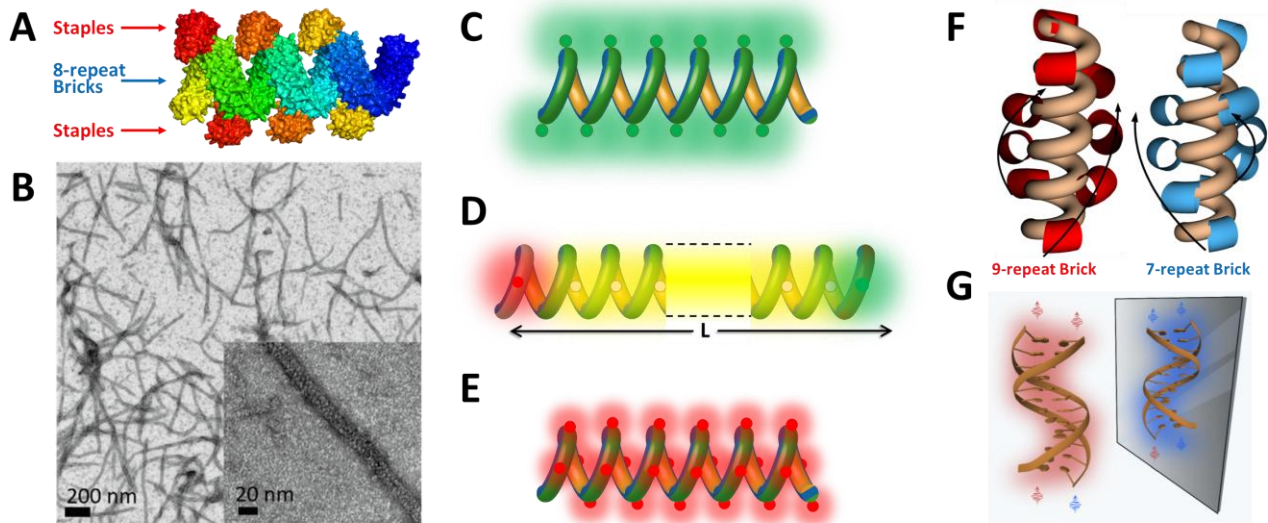 A
Staples
8-repeat
Bricks
Staples
B
200 nm
20 nm
C
D
L
E
F
9-repeat Brick
7-repeat Brick
G